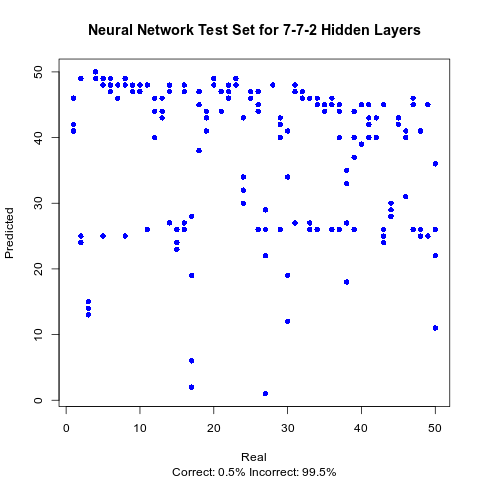 Neural Network Test Set for 7-7-2 Hidden Layers
Predicted
50
40
30
20
10
0
0 10 20 30 40 50
Real
Correct: 0.5% Incorrect: 99.5%